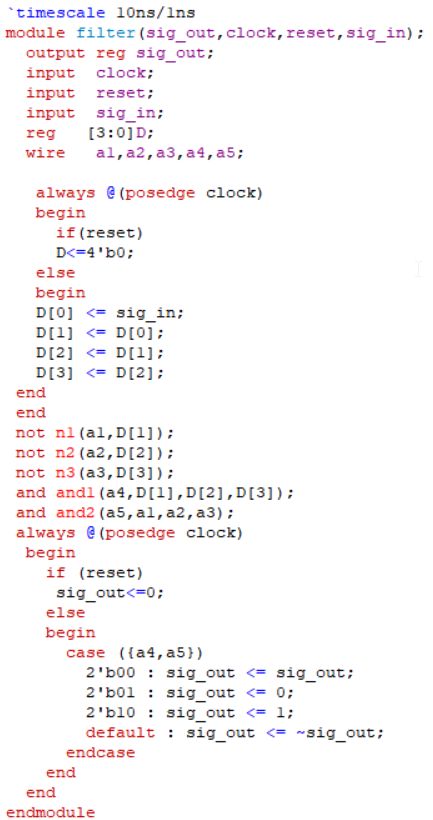 `timescale 10ns/1ns
module filter(sig_out,clock,reset,sig_in);
output reg sig_out;
input clock;
input reset;
input sig_in;
reg [3:0]D;
wire a1,a2,a3,a4,a5;
always @(posedge clock)
begin
if(reset)
D<=4'b0;
else
begin
D[0] <= sig_in;
D[1] <= D[0];
D[2] <= D[1];
D[3] <= D[2];
end
end
not n1(a1,D[1]);
not n2(a2,D[2]);
not n3(a3,D[3]);
and and1(a4,D[1],D[2],D[3]);
and and2(a5,a1,a2,a3);
always @(posedge clock)
begin
if (reset)
sig_out<=0;
else
begin
case ({a4,a5})
2'b00 : sig_out <= sig_out;
2'b01 : sig_out <= 0;
2'b10 : sig_out <= 1;
default : sig_out <= ~sig_out;
endcase
end
end
endmodule